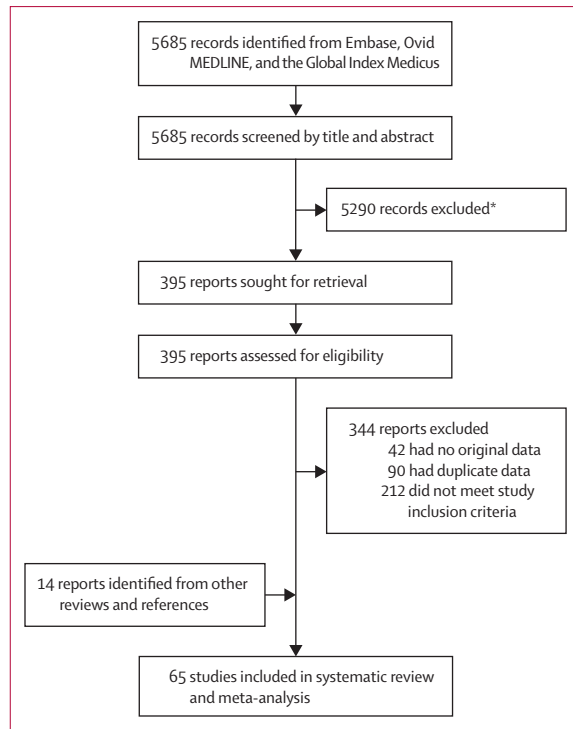 5685 records identified from Embase, Ovid
MEDLINE, and the Global Index Medicus
5685 records screened by title and abstract
5290 records excluded*
395 reports sought for retrieval
395 reports assessed for eligibility
344 reports excluded
42 had no original data
90 had duplicate data
212 did not meet study
inclusion criteria
14 reports identified from other
reviews and references
65 studies included in systematic review
and meta-analysis